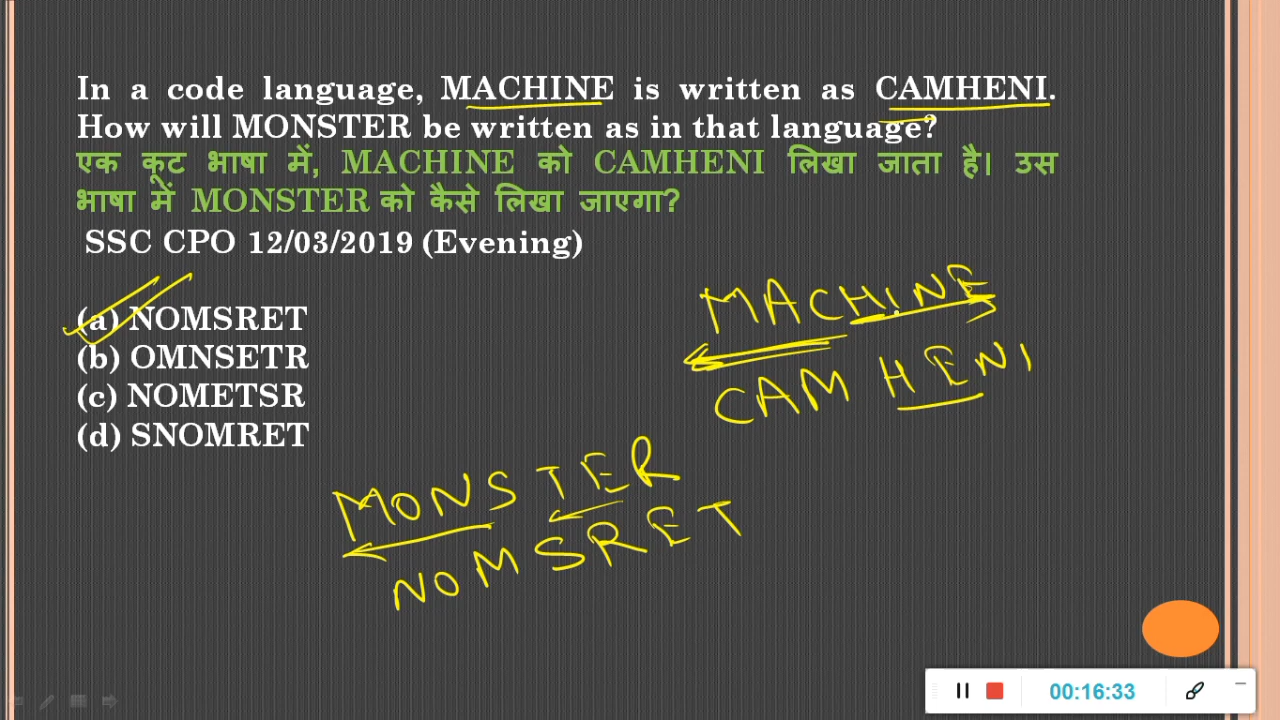 In a code language, MACHINE is written as CAMHENI.
How will MONSTER be written as in that language?
एक कूट भाषा में, MACHINE को CAMHENI लिखा जाता है। उस
भाषा में MONSTER को कैसे लिखा जाएगा?
SSC CPO 12/03/2019 (Evening)
(a) NOMSRET
(b) OMNSETR
(c) NOMETSR
(d) SNOMRET
MACHINE
CAMHENI
MONSTER
NOMSRET
00:16:33